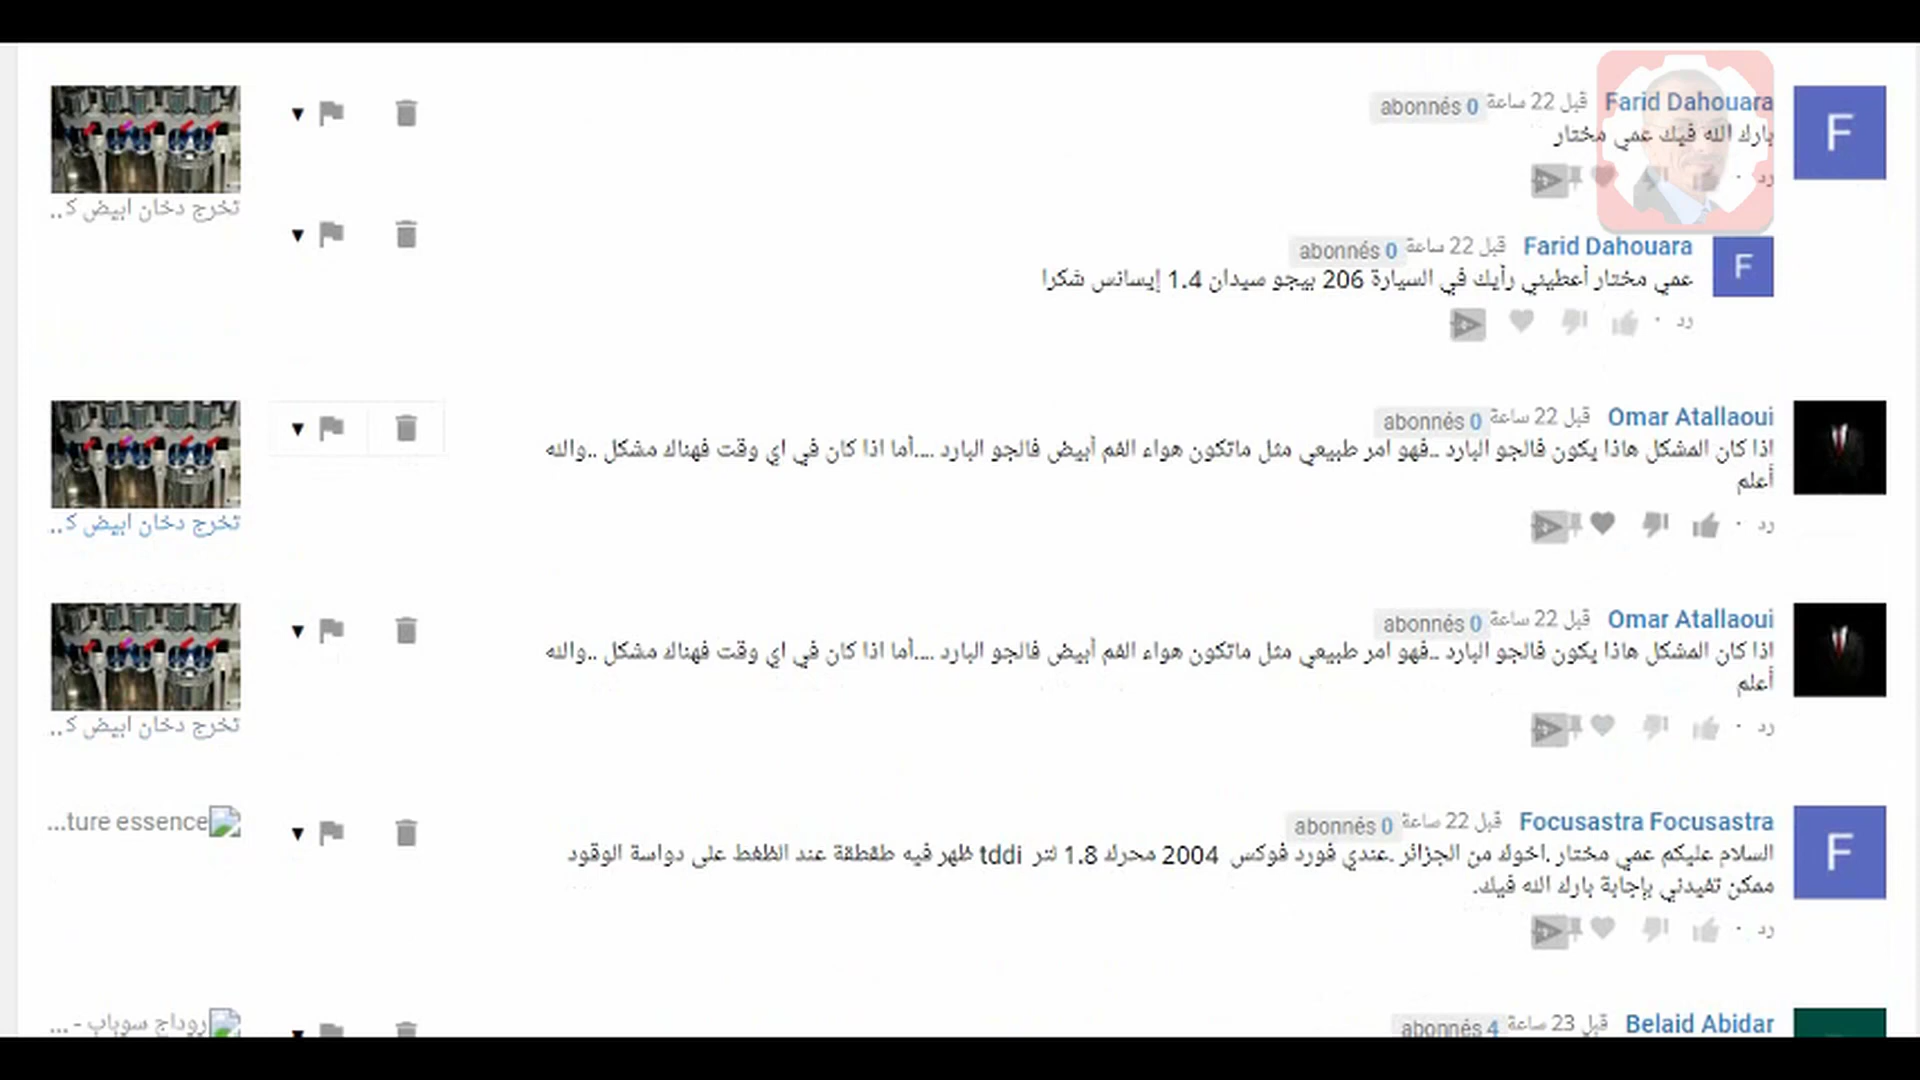 Farid Dahouara قبل 22 ساعة 0 abonnés
بارك الله فيك عمي مختار
رد ·
تخرج دخان ابيض ك..
Farid Dahouara قبل 22 ساعة 0 abonnés
عمي مختار أعطيني رأيك في السيارة 206 بيجو سيدان 1.4 إيسانس شكرا
رد ·
Omar Atallaoui قبل 22 ساعة 0 abonnés
اذا كان المشكل هاذا يكون فالجو البارد ..فهو امر طبيعي مثل ماتكون هواء الفم أبيض فالجو البارد ....أما اذا كان في اي وقت فهناك مشكل ..والله
أعلم
رد ·
تخرج دخان ابيض ك..
Omar Atallaoui قبل 22 ساعة 0 abonnés
اذا كان المشكل هاذا يكون فالجو البارد ..فهو امر طبيعي مثل ماتكون هواء الفم أبيض فالجو البارد ....أما اذا كان في اي وقت فهناك مشكل ..والله
أعلم
رد ·
تخرج دخان ابيض ك..
Focusastra Focusastra قبل 22 ساعة 0 abonnés
السلام عليكم عمي مختار .اخوك من الجزائر .عندي فورد فوكس 2004 محرك 1.8 لتر tddi ظهر فيه طقطقة عند الظغط على دواسة الوقود
ممكن تفيدني بإجابة بارك الله فيك.
رد ·
...ture essence
Belaid Abidar قبل 23 ساعة 4 abonnés
روداج سوباب - ...